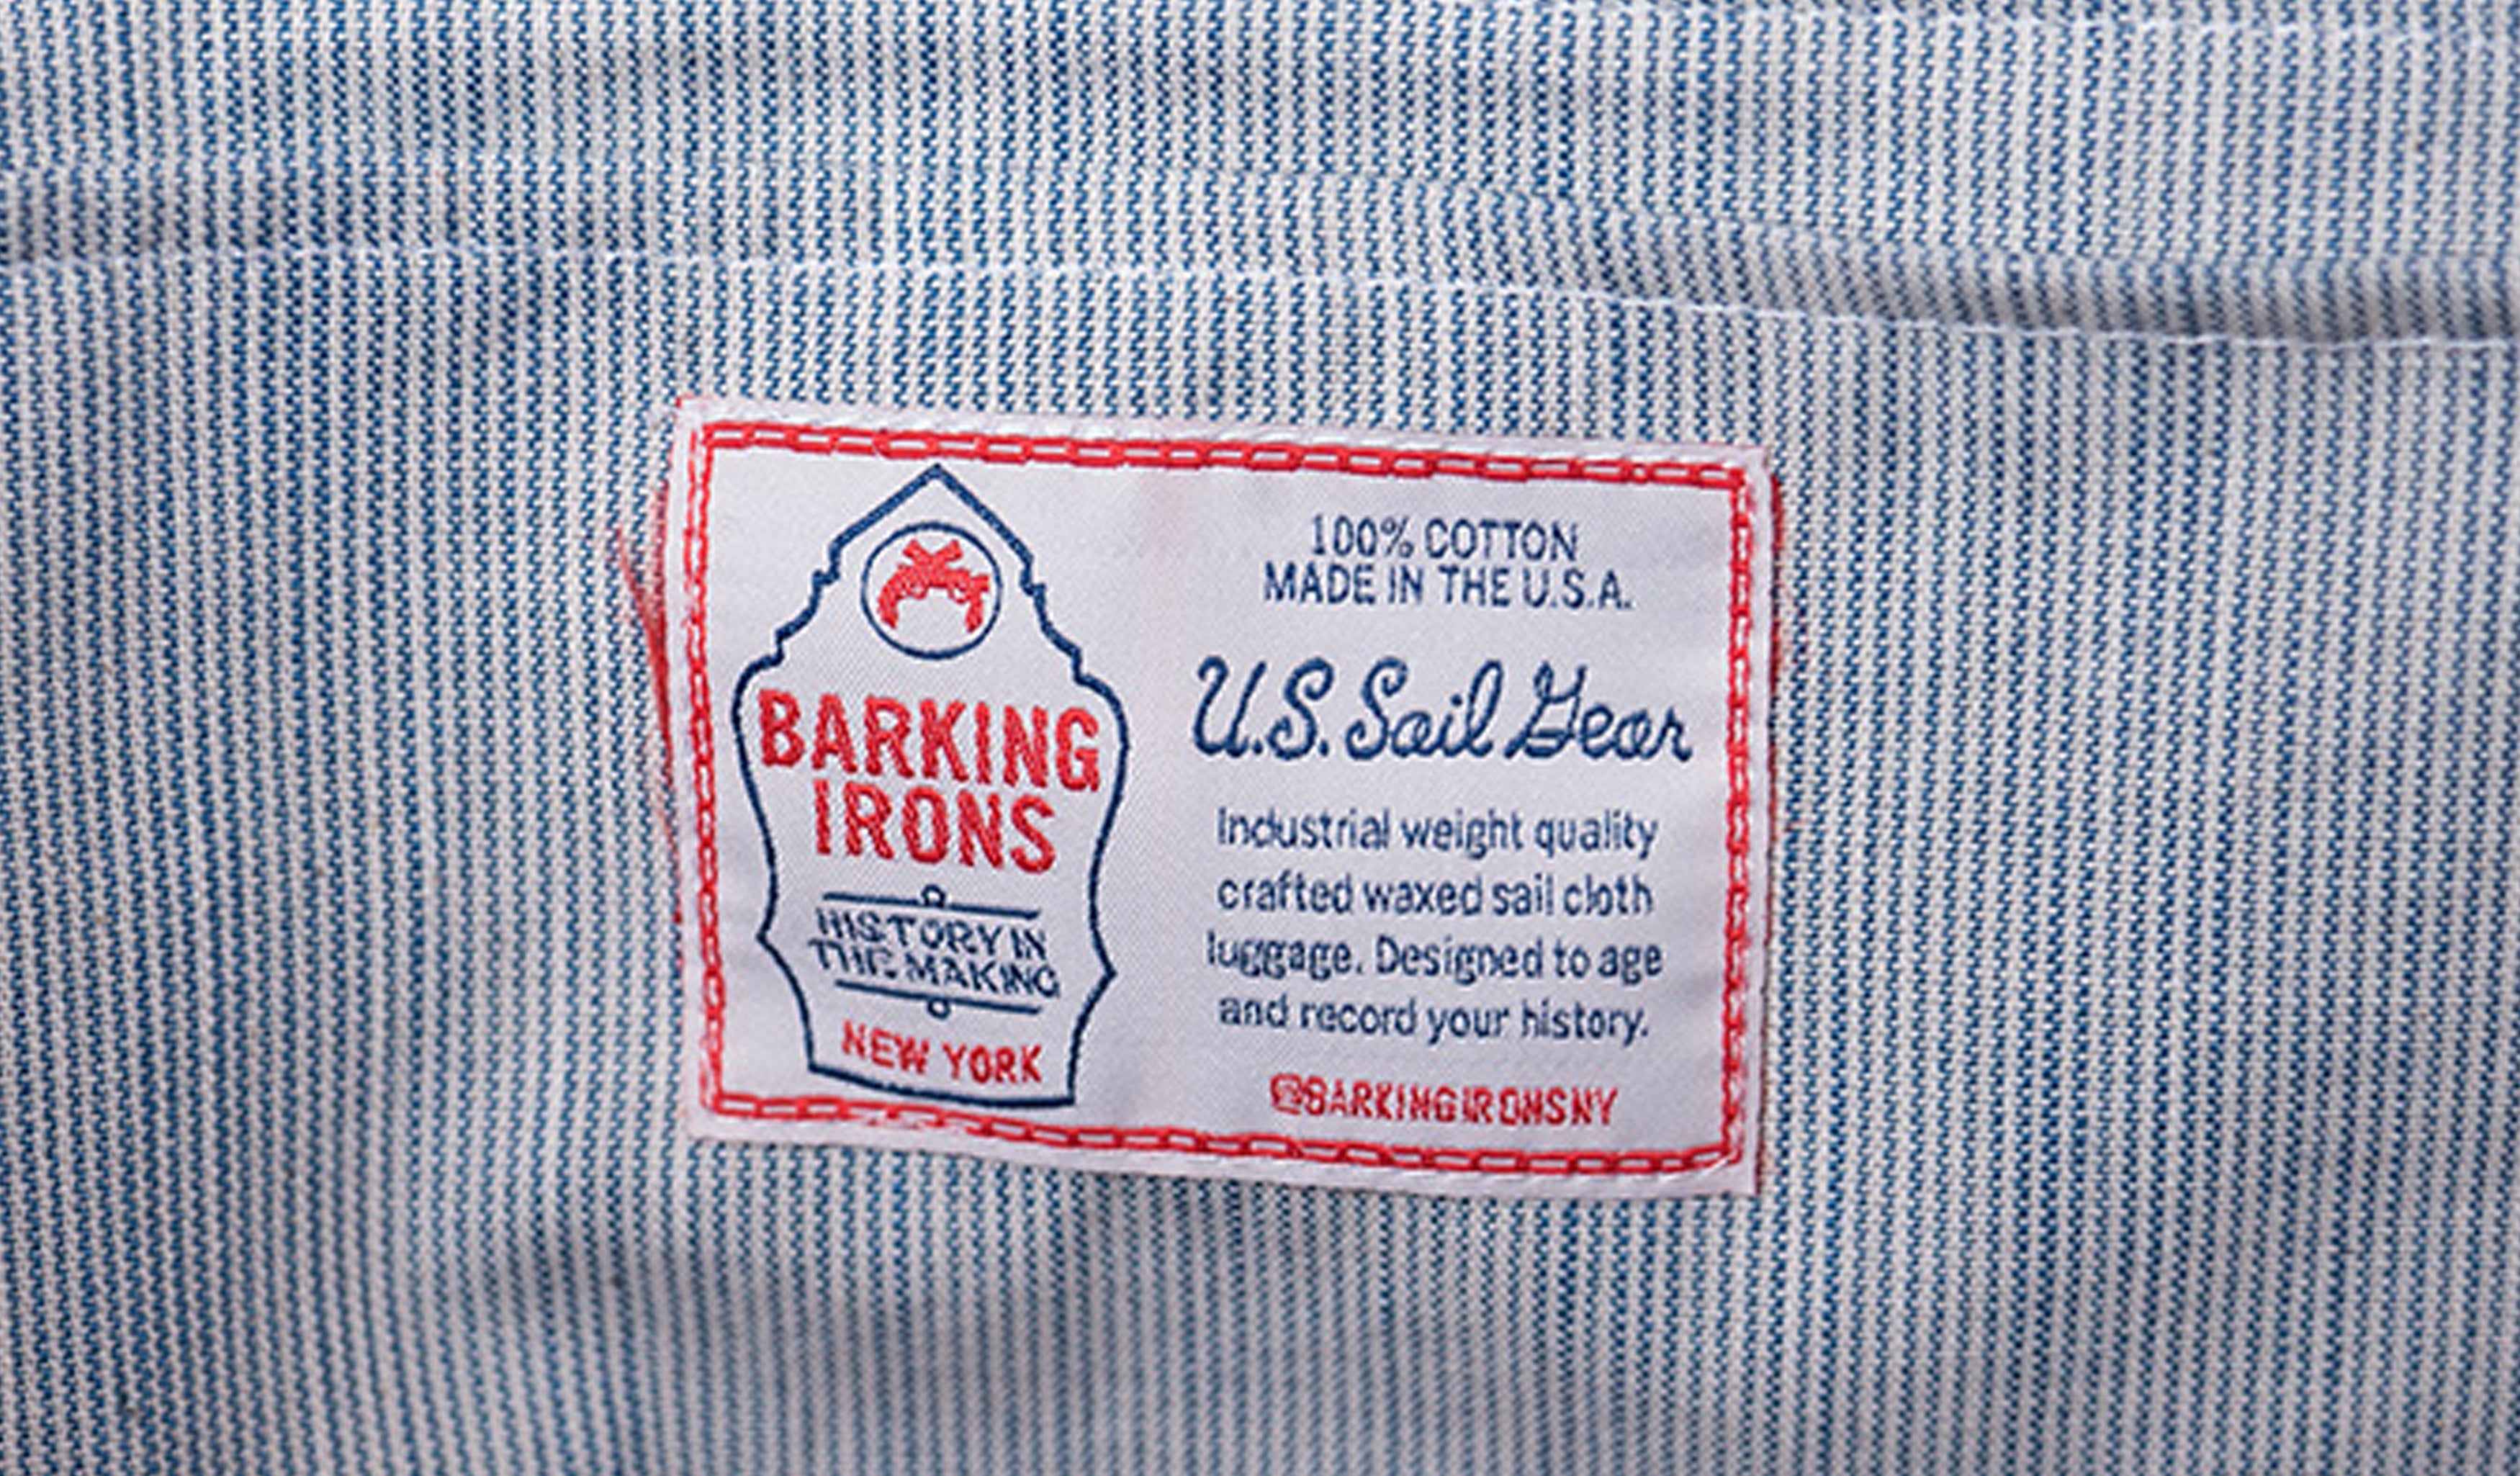 BARKING
IRONS
HISTORY IN
THE MAKING
NEW YORK
100% COTTON
MADE IN THE U.S.A.
U.S. Sail Gear
Industrial weight quality
crafted waxed sail cloth
luggage. Designed to age
and record your history.
@BARKINGIRONSNY